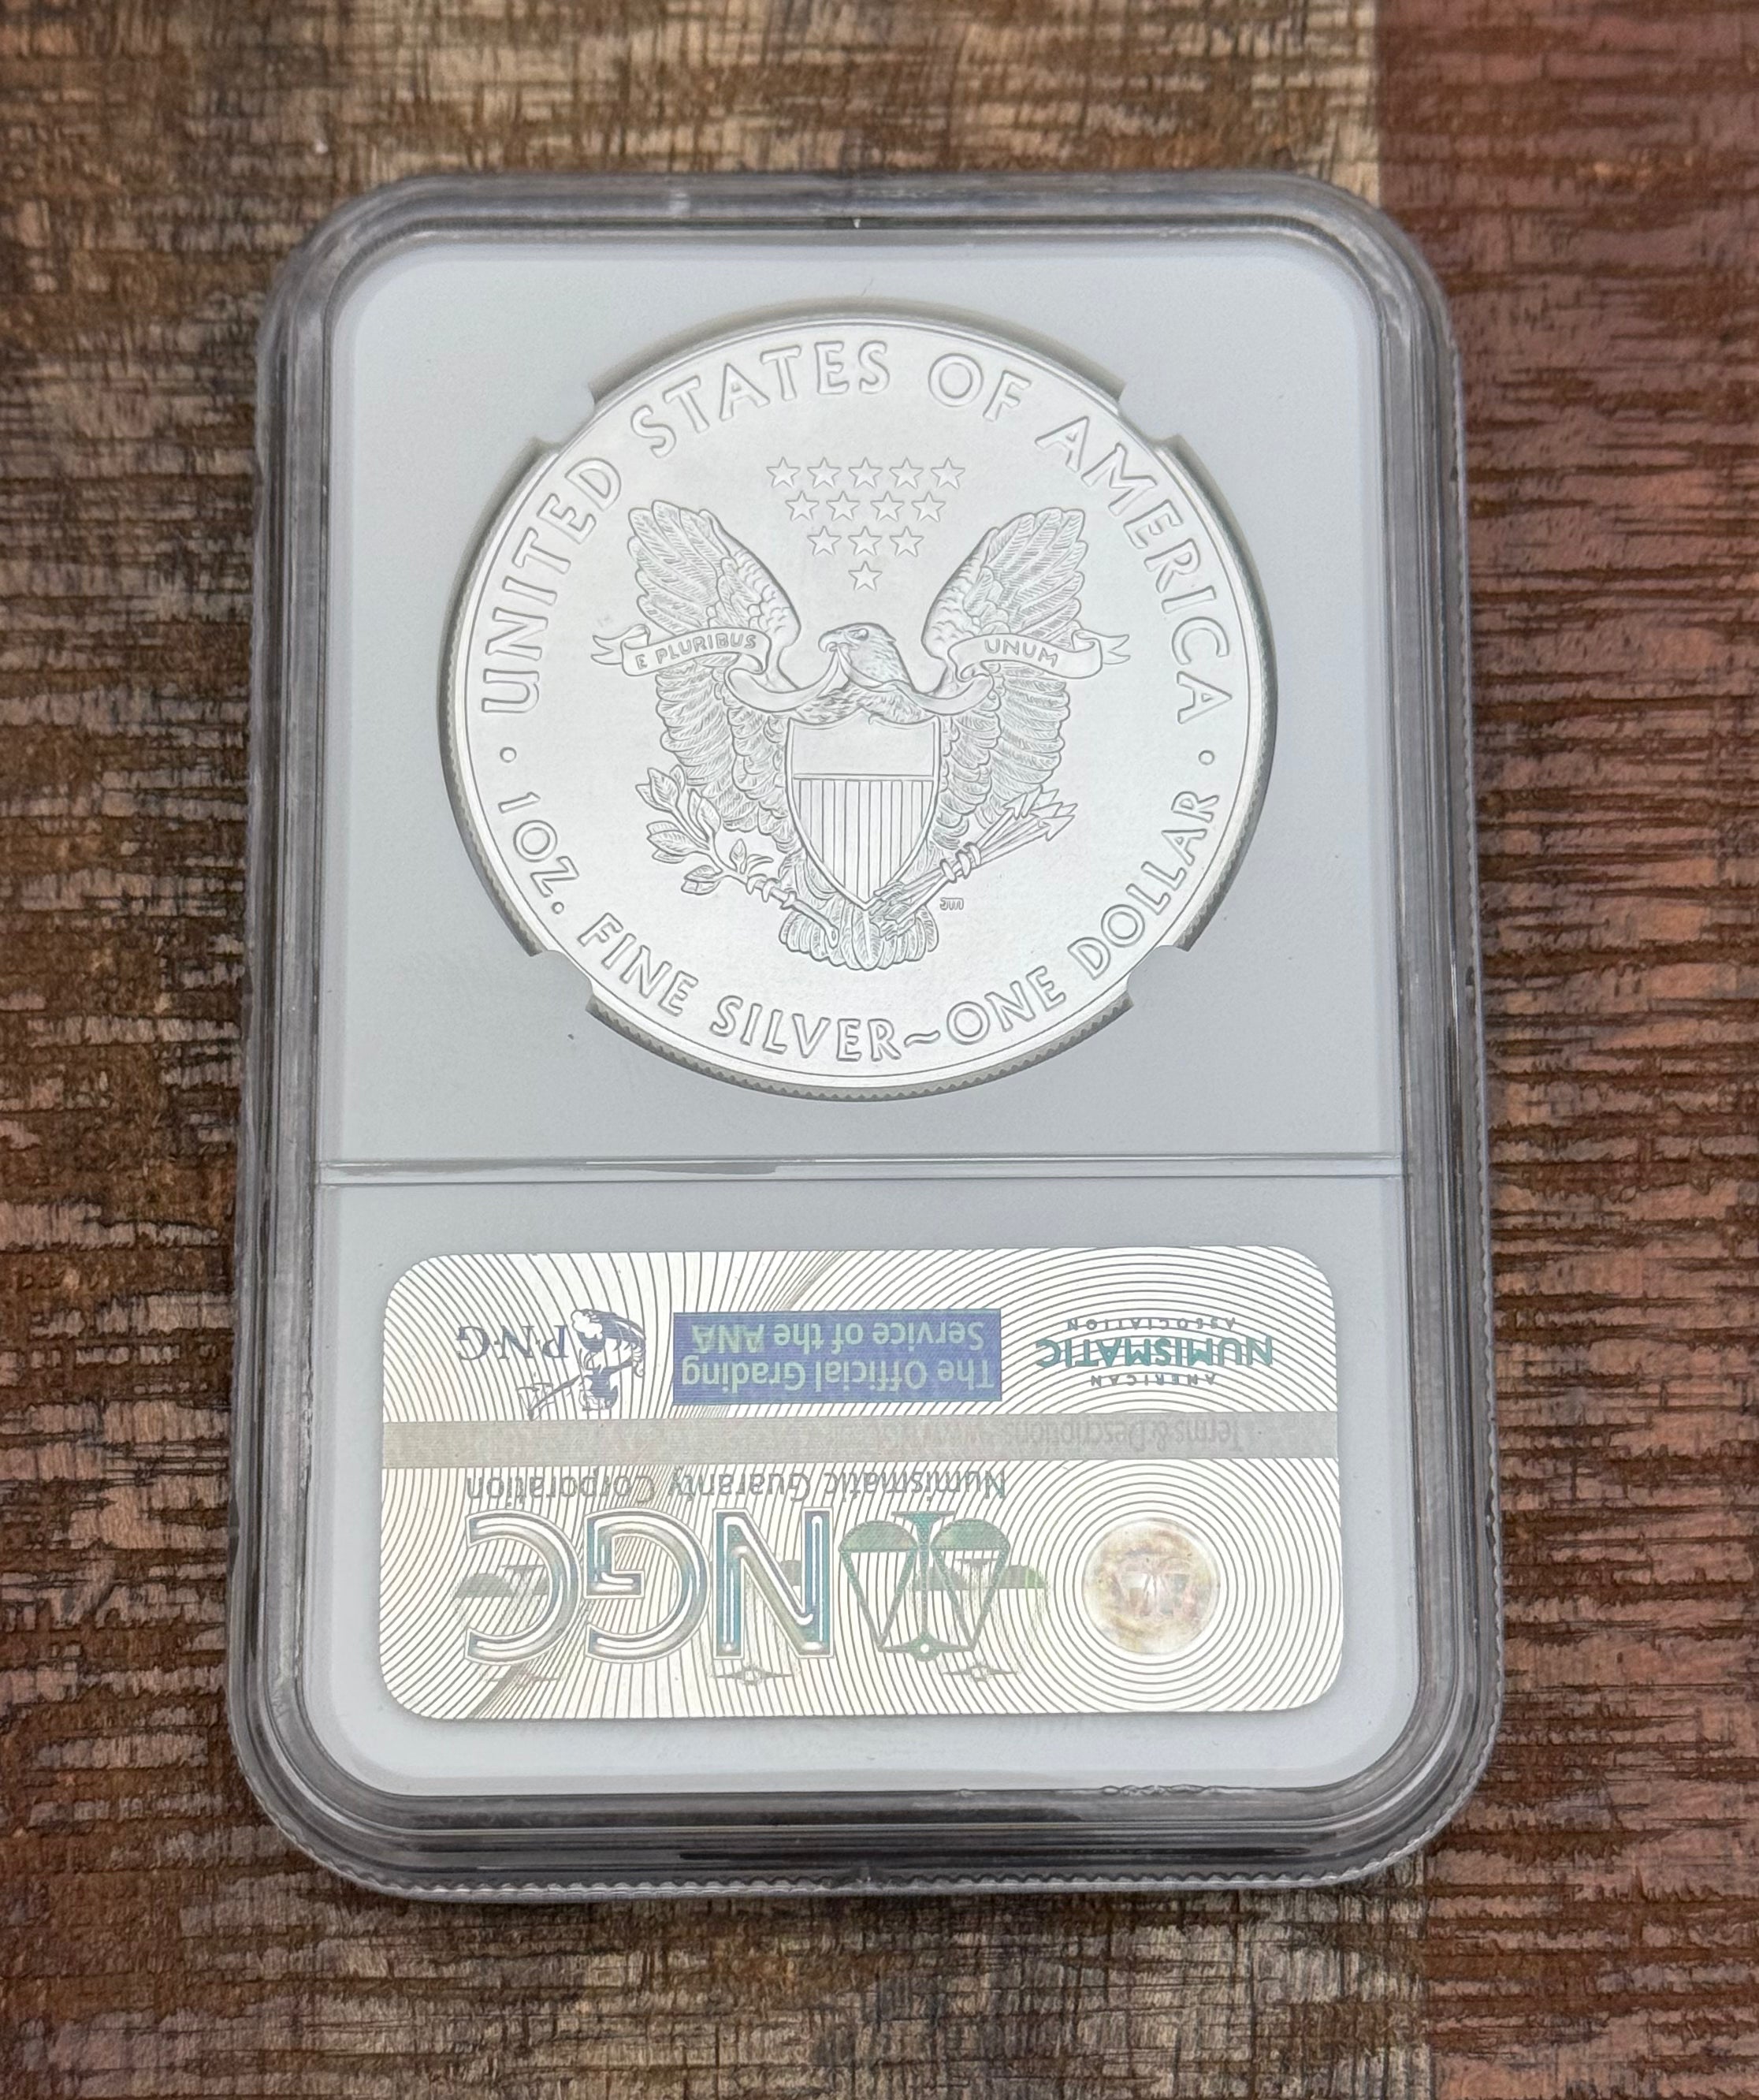 UNITED STATES OF AMERICA
E PLURIBUS UNUM
JM
· 1 OZ. FINE SILVER~ONE DOLLAR ·
NGC
Numismatic Guaranty Corporation
Terms & Descriptions
AMERICAN
NUMISMATIC
ASSOCIATION
The Official Grading
Service of the ANA
P·N·G